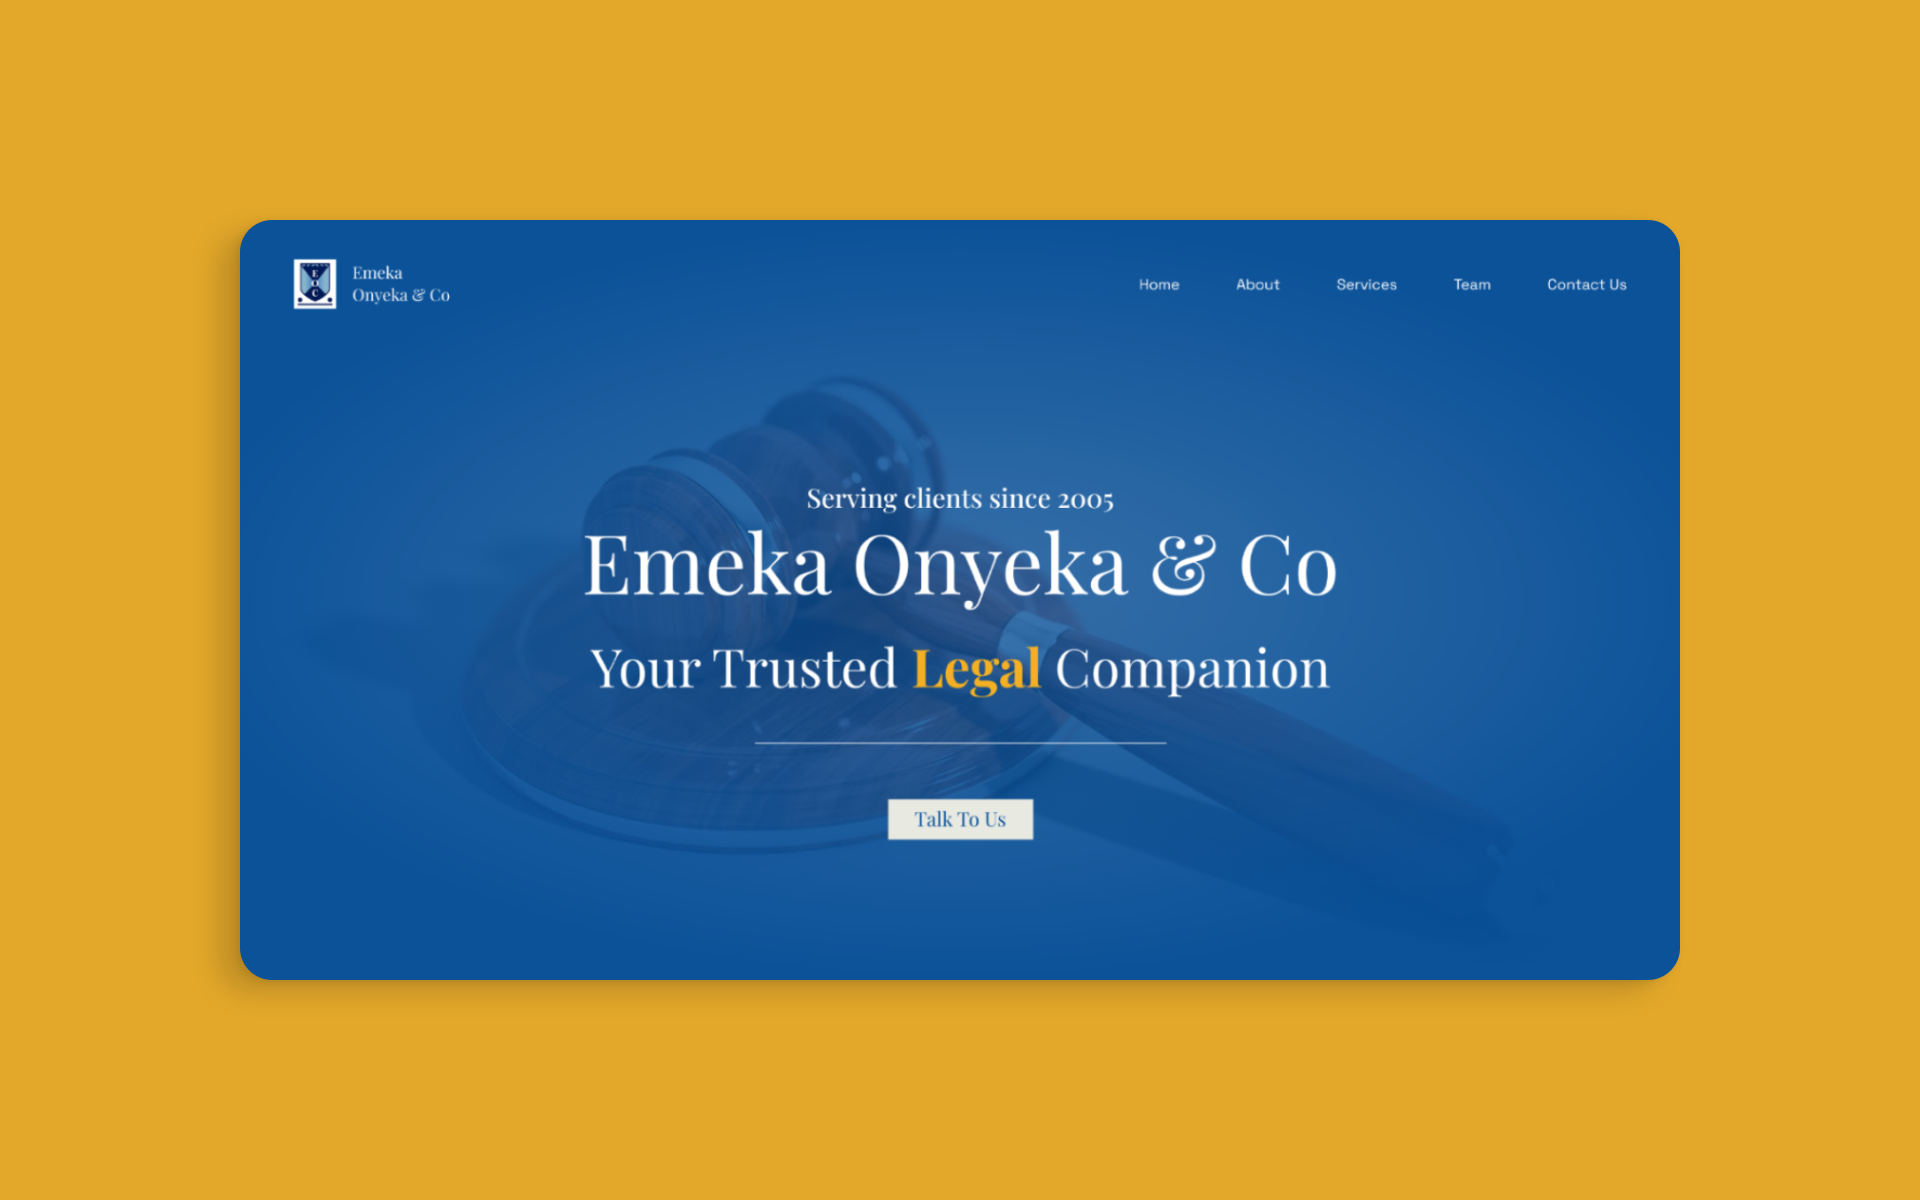 E
O
C
Emeka
Onyeka & Co
Home About Services Team Contact Us
Serving clients since 2005
Emeka Onyeka & Co
Your Trusted Legal Companion
Talk To Us